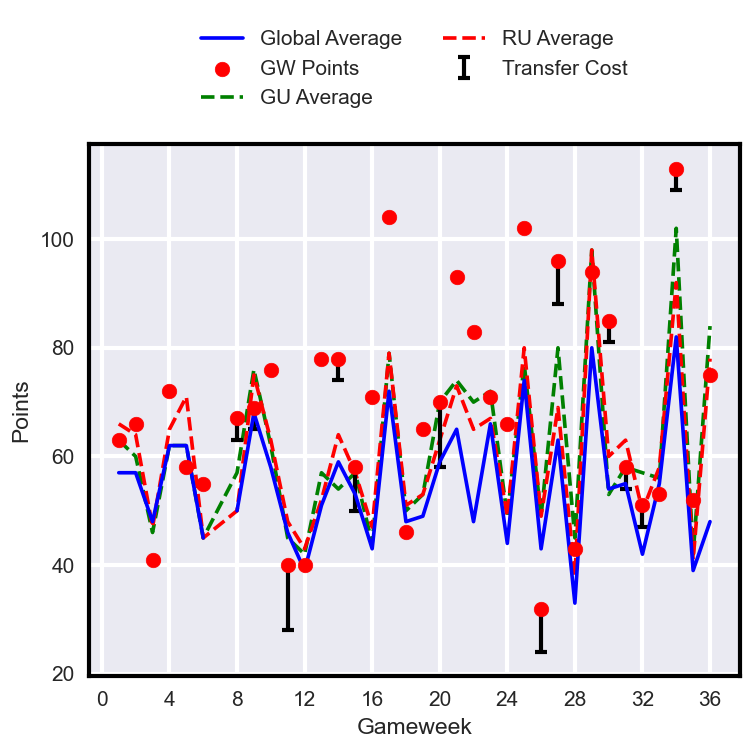 Global Average
GW Points
GU Average
RU Average
Transfer Cost
Points
100
80
60
40
20
0 4 8 12 16 20 24 28 32 36
Gameweek